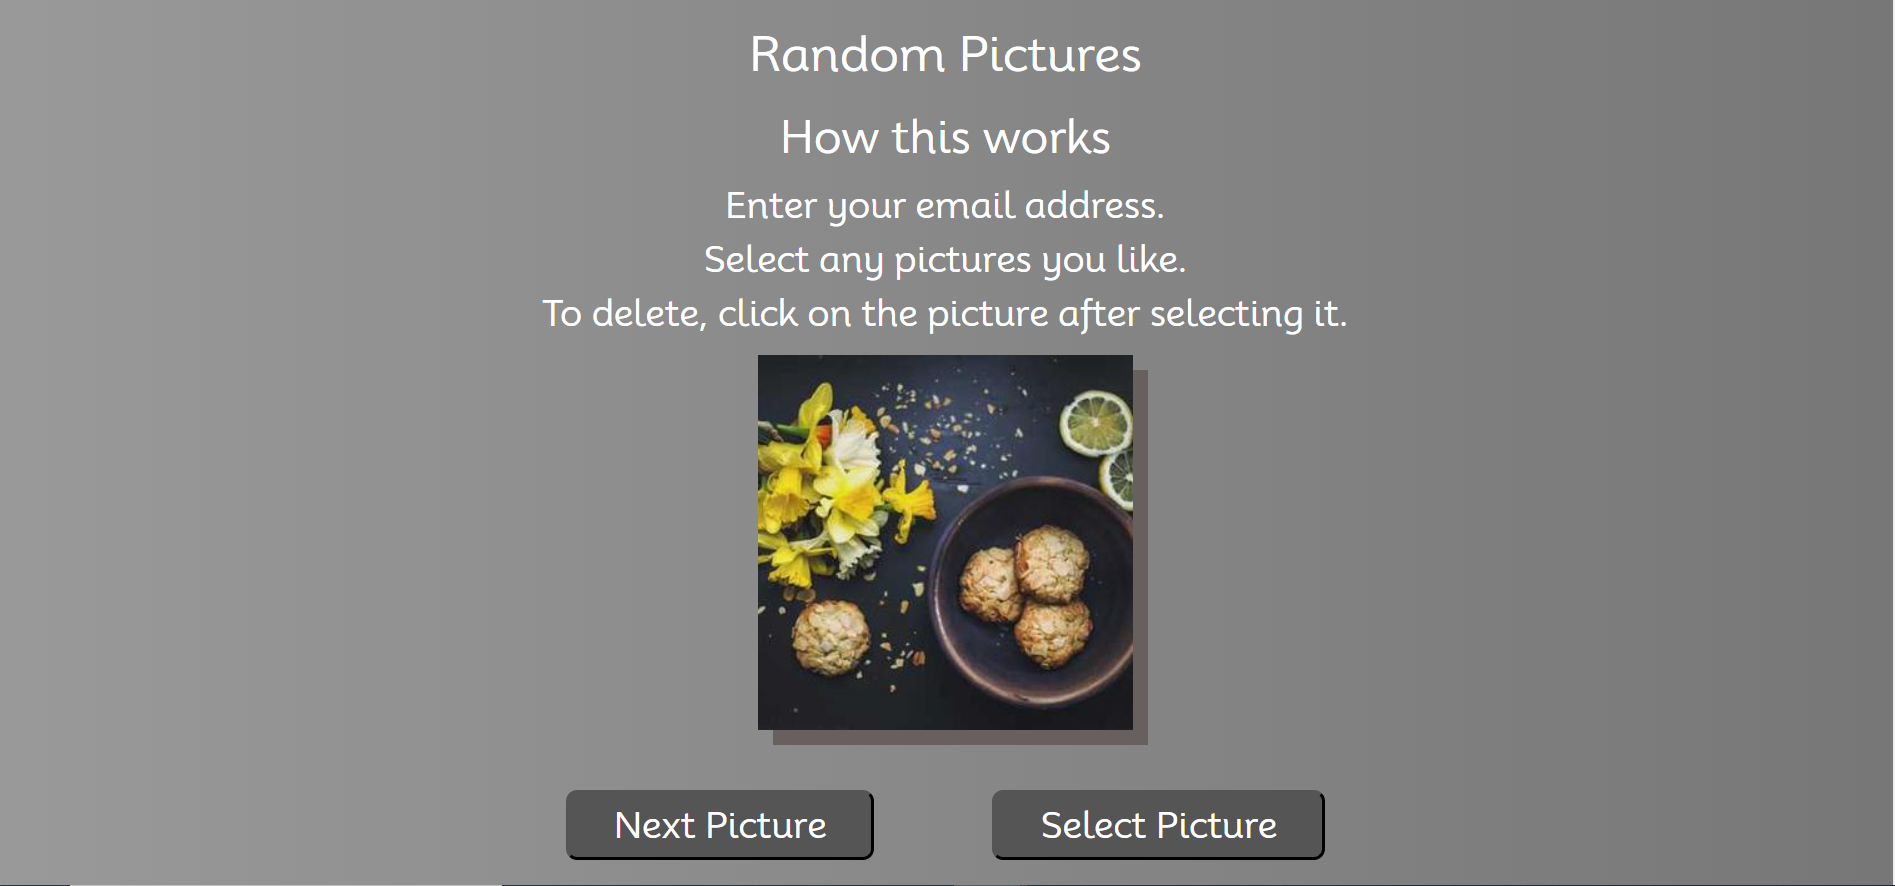 Random Pictures
How this works
Enter your email address.
Select any pictures you like.
To delete, click on the picture after selecting it.
Next Picture
Select Picture